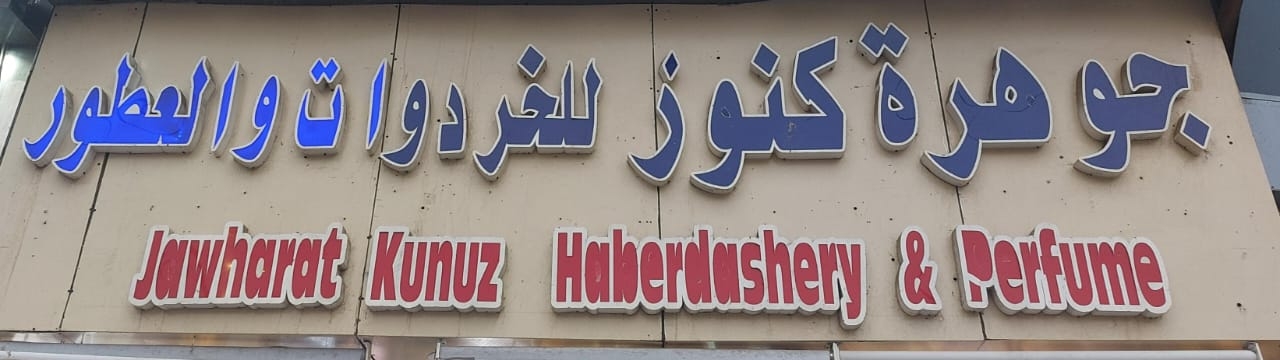 جوهرة كنوز للخردوات والعطور
Jawharat Kunuz Haberdashery & Perfume